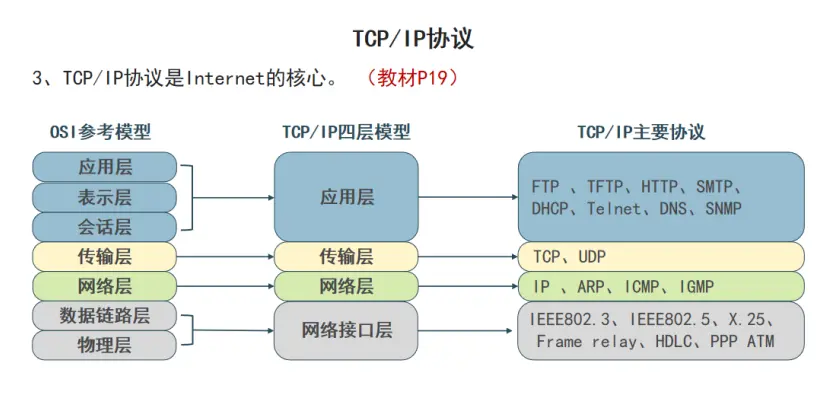 TCP/IP协议
3、TCP/IP协议是Internet的核心。 （教材P19）
OSI参考模型
应用层
表示层
会话层
传输层
网络层
数据链路层
物理层
TCP/IP四层模型
应用层
传输层
网络层
网络接口层
TCP/IP主要协议
FTP 、TFTP、HTTP、SMTP、
DHCP、Telnet、DNS、SNMP
TCP、UDP
IP 、ARP、ICMP、IGMP
IEEE802.3、IEEE802.5、X.25、
Frame relay、HDLC、PPP ATM